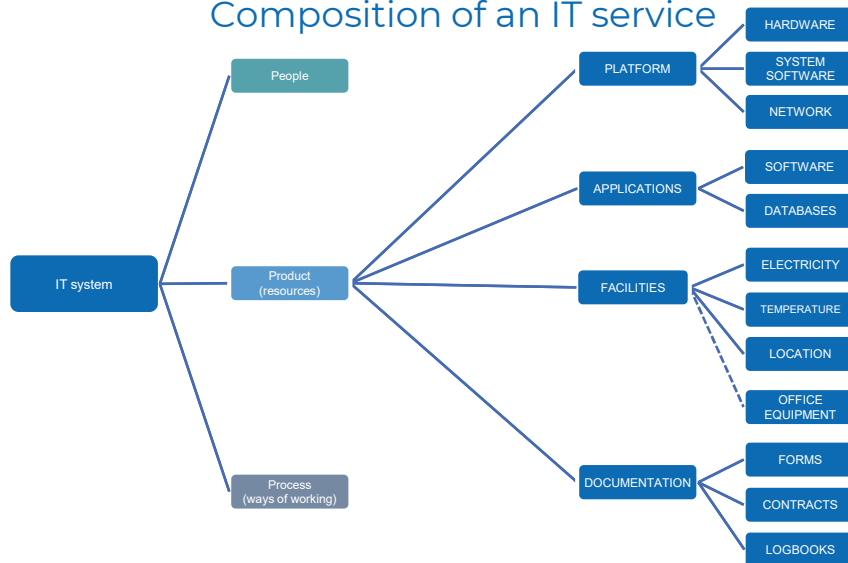 Composition of an IT service
People
Product
(resources)
Process
(ways of working)
IT system
PLATFORM
APPLICATIONS
FACILITIES
DOCUMENTATION
HARDWARE
SYSTEM
SOFTWARE
NETWORK
SOFTWARE
DATABASES
ELECTRICITY
TEMPERATURE
LOCATION
OFFICE
EQUIPMENT
FORMS
CONTRACTS
LOGBOOKS